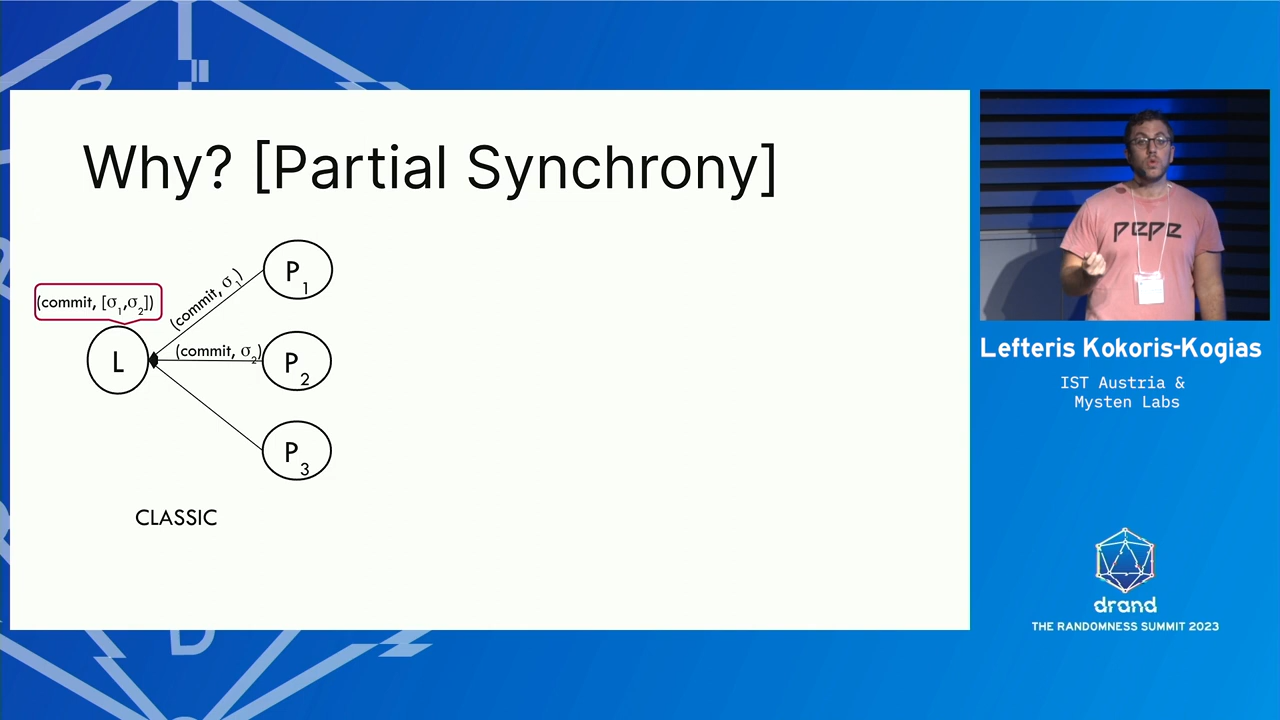 Why? [Partial Synchrony]
P1
(commit, σ1)
(commit, [σ1,σ2])
L
(commit, σ2)
P2
P3
CLASSIC
pepe
Lefteris Kokoris-Kogias
IST Austria &
Mysten Labs
drand
THE RANDOMNESS SUMMIT 2023